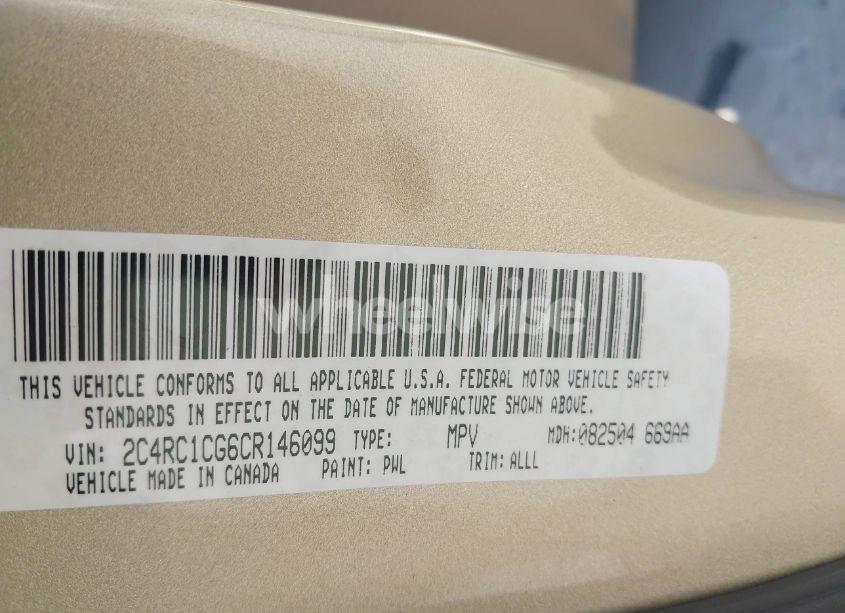 wheelwise
THIS VEHICLE CONFORMS TO ALL APPLICABLE U.S.A. FEDERAL MOTOR VEHICLE SAFETY
STANDARDS IN EFFECT ON THE DATE OF MANUFACTURE SHOWN ABOVE.
VIN: 2C4RC1CG6CR146099 TYPE: MPV MDH:082504 669AA
VEHICLE MADE IN CANADA PAINT: PWL TRIM: ALLL